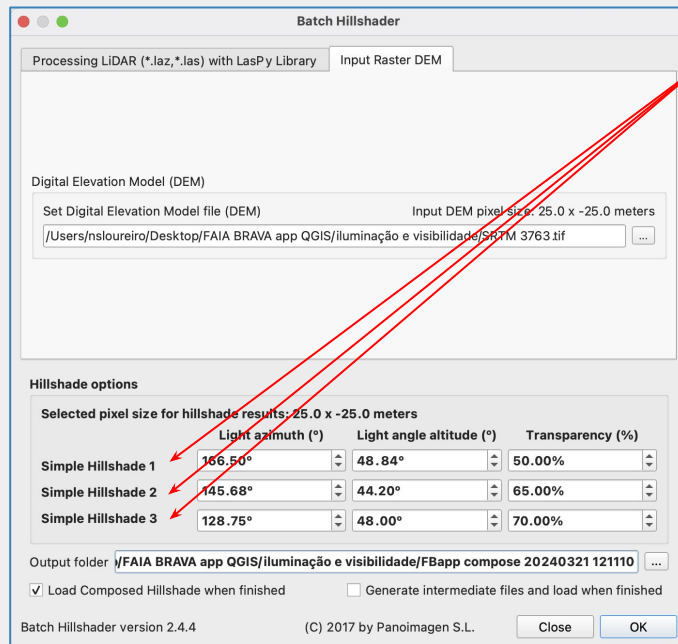 Batch Hillshader
Processing LiDAR (*.laz,*.las) with LasPy Library Input Raster DEM
Digital Elevation Model (DEM)
Set Digital Elevation Model file (DEM) Input DEM pixel size: 25.0 x -25.0 meters
/Users/nsloureiro/Desktop/FAIA BRAVA app QGIS/iluminação e visibilidade/SRTM 3763.tif ...
Hillshade options
Selected pixel size for hillshade results: 25.0 x -25.0 meters
Light azimuth (º) Light angle altitude (º) Transparency (%)
Simple Hillshade 1 166.50° 48.84° 50.00%
Simple Hillshade 2 145.68° 44.20° 65.00%
Simple Hillshade 3 128.75° 48.00° 70.00%
Output folder /FAIA BRAVA app QGIS/iluminação e visibilidade/FBapp compose 20240321 121110 ...
Load Composed Hillshade when finished Generate intermediate files and load when finished
Batch Hillshader version 2.4.4 (C) 2017 by Panoimagen S.L. Close OK